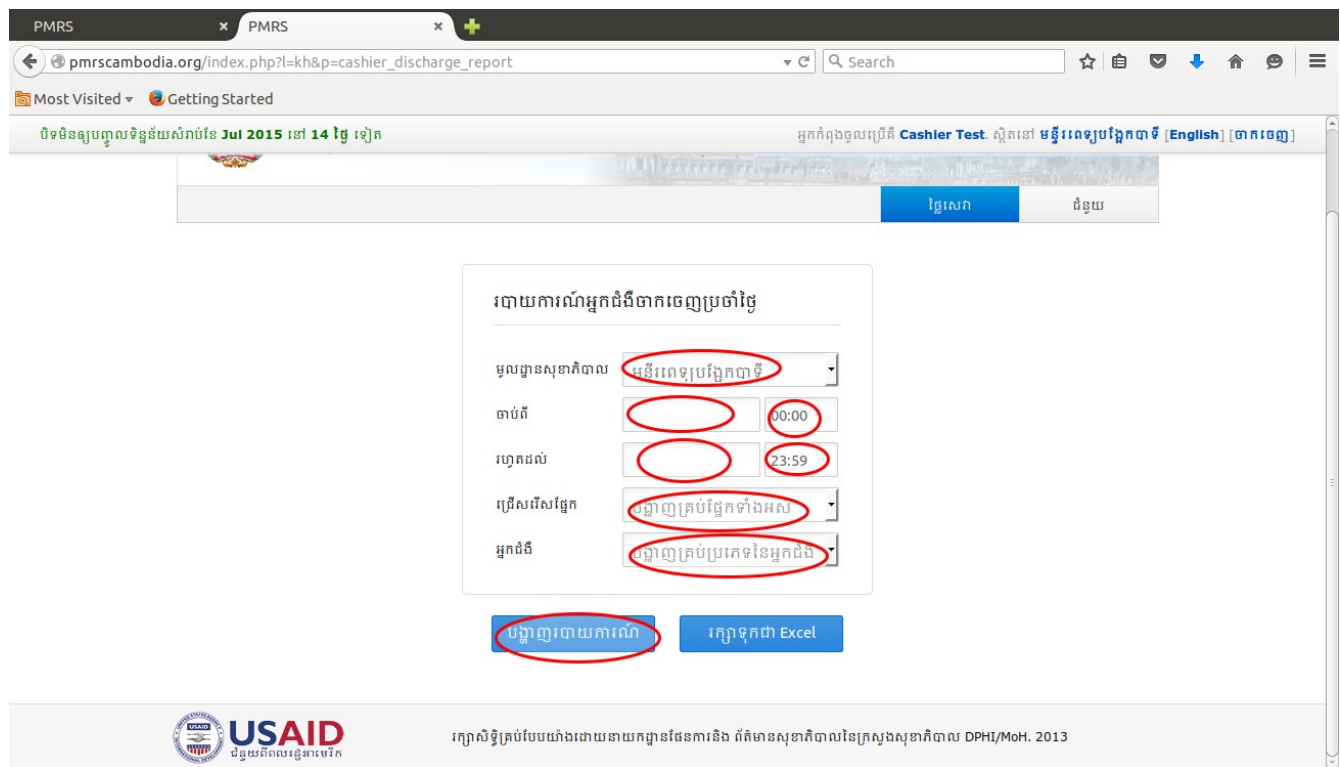 PMRS
PMRS
pmrscambodia.org/index.php?l=kh&p=cashier_discharge_report
Search
Most Visited
Getting Started
បិទមិនឲ្យបញ្ចូលទិន្នន័យសំរាប់ខែ Jul 2015 នៅ 14 ថ្ងៃ ទៀត
អ្នកកំពុងចូលប្រើគឺ Cashier Test. ស្ថិតនៅ មន្ទីរពេទ្យបង្អែកបាទី [English] [ចាកចេញ]
ថ្លៃសេវា
ជំនួយ
របាយការណ៍អ្នកជំងឺចាកចេញប្រចាំថ្ងៃ
មូលដ្ឋានសុខាភិបាល
មន្ទីរពេទ្យបង្អែកបាទី
ចាប់ពី
00:00
រហូតដល់
23:59
ជ្រើសរើសផ្នែក
បង្ហាញគ្រប់ផ្នែកទាំងអស់
អ្នកជំងឺ
បង្ហាញគ្រប់ប្រភេទនៃអ្នកជំងឺ
បង្ហាញរបាយការណ៍
រក្សាទុកជា Excel
USAID
USAID
ជំនួយពីពលរដ្ឋអាមេរិក
រក្សាសិទ្ធិគ្រប់បែបយ៉ាងដោយនាយកដ្ឋានផែនការនិង ព័ត៌មានសុខាភិបាលនៃក្រសួងសុខាភិបាល DPHI/MoH. 2013